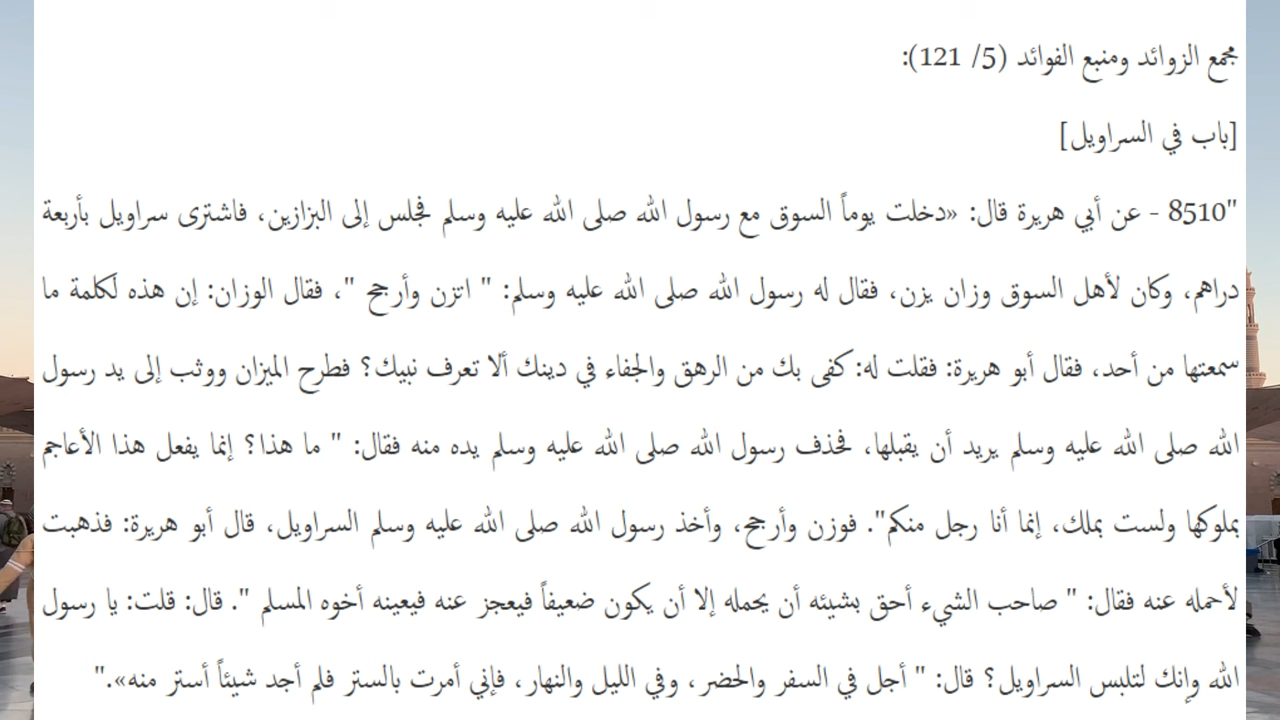 مجمع الزوائد ومنبع الفوائد (5/ 121):
[باب في السراويل]
"8510 - عن أبي هريرة قال: «دخلت يوماً السوق مع رسول الله صلى الله عليه وسلم فجلس إلى البزازين، فاشترى سراويل بأربعة
دراهم، وكان لأهل السوق وزان يزن، فقال له رسول الله صلى الله عليه وسلم: " اتزن وأرجح "، فقال الوزان: إن هذه لكلمة ما
سمعتها من أحد، فقال أبو هريرة: فقلت له: كفى بك من الرهق والجفاء في دينك ألا تعرف نبيك؟ فطرح الميزان ووثب إلى يد رسول
الله صلى الله عليه وسلم يريد أن يقبلها، فحذف رسول الله صلى الله عليه وسلم يده منه فقال: " ما هذا؟ إنما يفعل هذا الأعاجم
بملوكها ولست بملك، إنما أنا رجل منكم". فوزن وأرجح، وأخذ رسول الله صلى الله عليه وسلم السراويل، قال أبو هريرة: فذهبت
لأحمله عنه فقال: " صاحب الشيء أحق بشيئه أن يحمله إلا أن يكون ضعيفاً فيعجز عنه فيعينه أخوه المسلم ". قال: قلت: يا رسول
الله وإنك لتلبس السراويل؟ قال: " أجل في السفر والحضر، وفي الليل والنهار، فإني أمرت بالستر فلم أجد شيئاً أستر منه».“